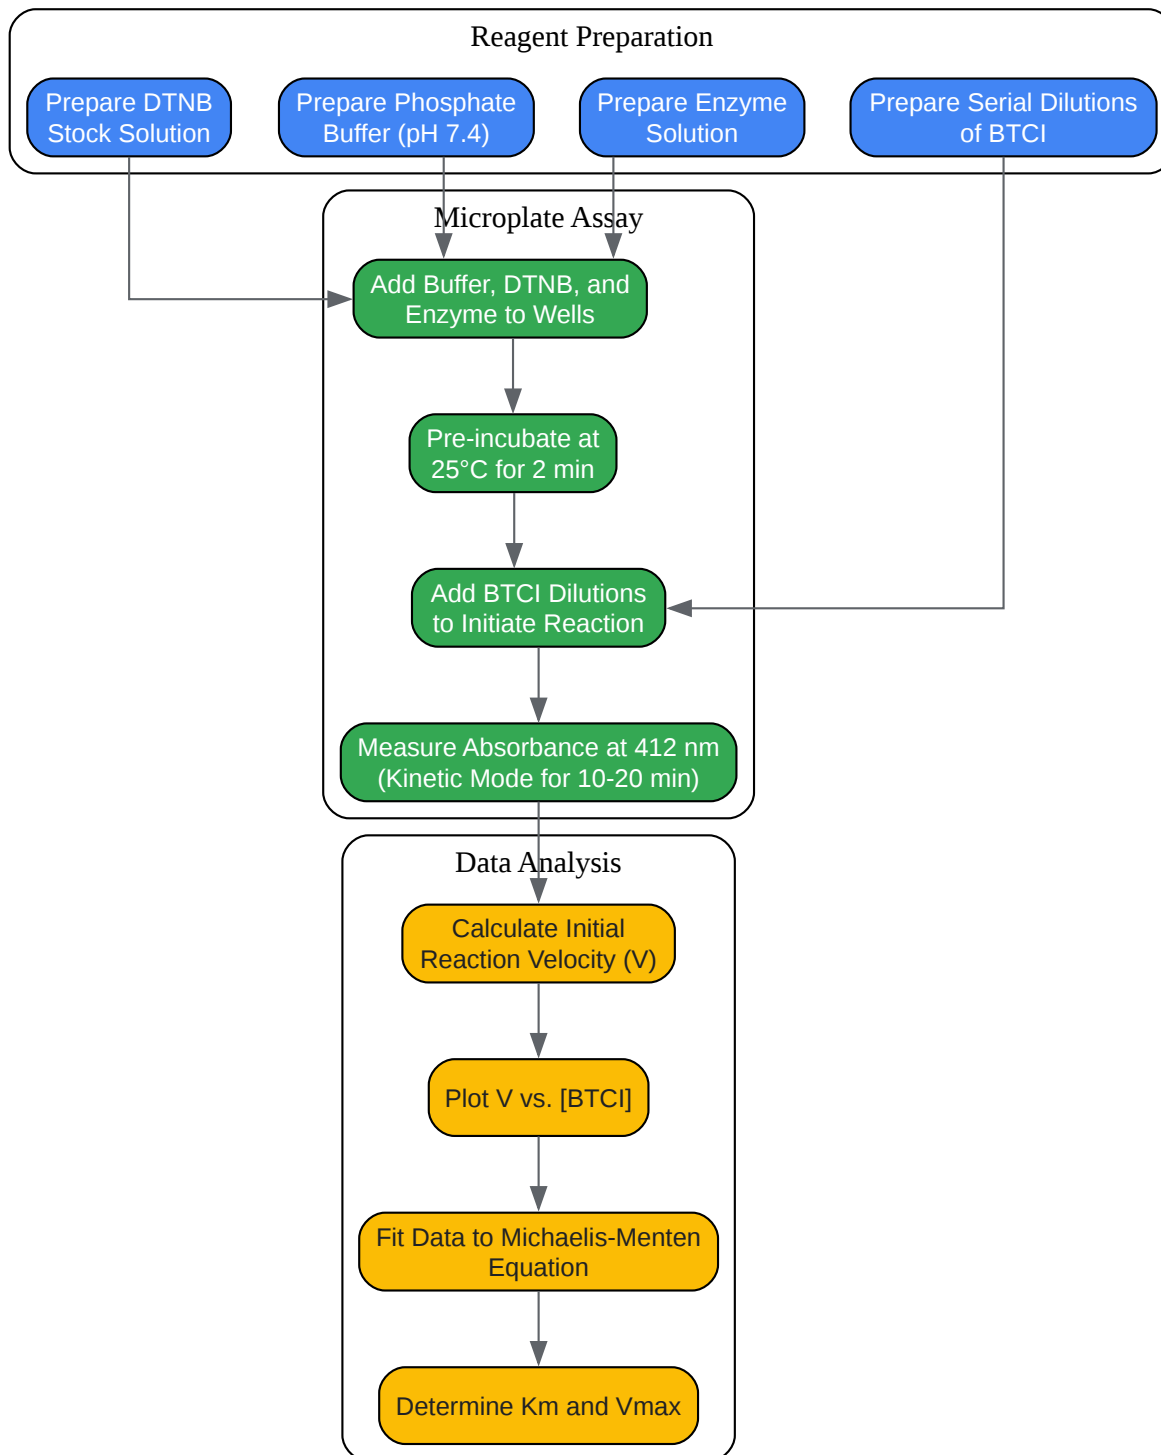 Reagent Preparation
Prepare DTNB
Stock Solution
Prepare Phosphate
Buffer (pH 7.4)
Prepare Enzyme
Solution
Prepare Serial Dilutions
of BTCI
Microplate Assay
Add Buffer, DTNB, and
Enzyme to Wells
Pre-incubate at
25°C for 2 min
Add BTCI Dilutions
to Initiate Reaction
Measure Absorbance at 412 nm
(Kinetic Mode for 10-20 min)
Data Analysis
Calculate Initial
Reaction Velocity (V)
Plot V vs. [BTCI]
Fit Data to Michaelis-Menten
Equation
Determine Km and Vmax